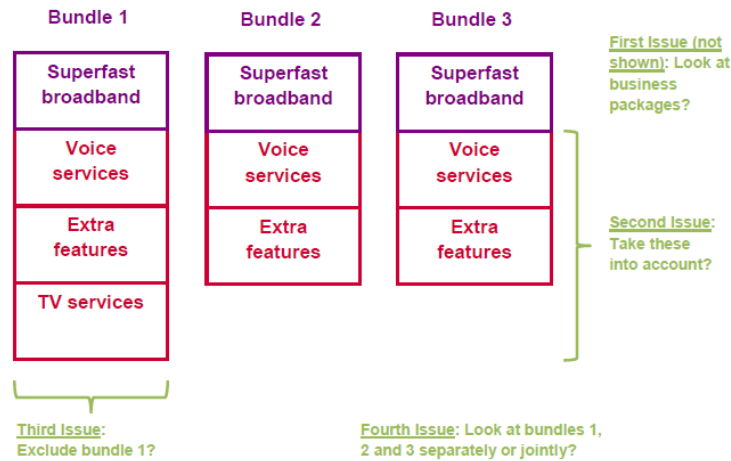 Bundle 1
Bundle 2
Bundle 3
Superfast
broadband
Superfast
broadband
Superfast
broadband
First Issue (not
shown): Look at
business
packages?
Voice
services
Voice
services
Voice
services
Extra
features
Extra
features
Extra
features
Second Issue:
Take these
into account?
TV services
Third Issue:
Exclude bundle 1?
Fourth Issue: Look at bundles 1,
2 and 3 separately or jointly?